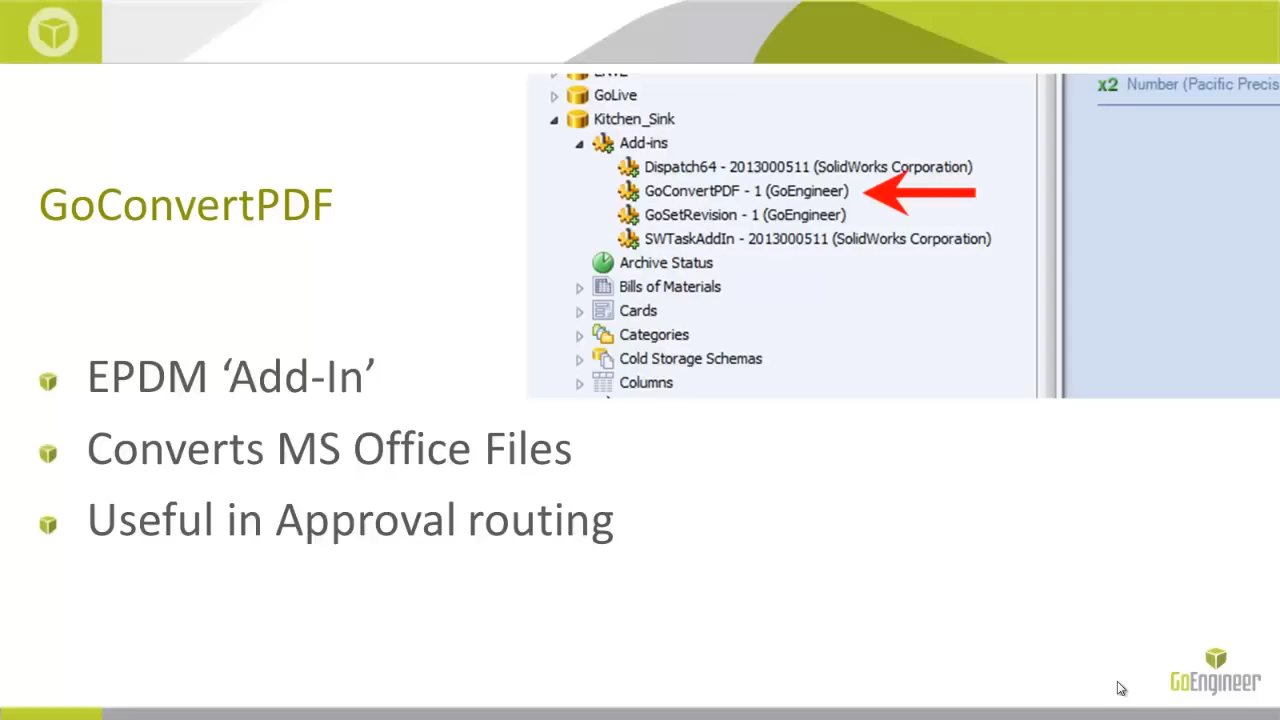 GoLive
x2 Number (Pacific Precis
Kitchen_Sink
Add-ins
Dispatch64 - 2013000511 (SolidWorks Corporation)
GoConvertPDF - 1 (GoEngineer)
GoSetRevision - 1 (GoEngineer)
SWTaskAddIn - 2013000511 (SolidWorks Corporation)
Archive Status
Bills of Materials
Cards
Categories
Cold Storage Schemas
Columns
GoConvertPDF
EPDM ‘Add-In’
Converts MS Office Files
Useful in Approval routing
GoEngineer